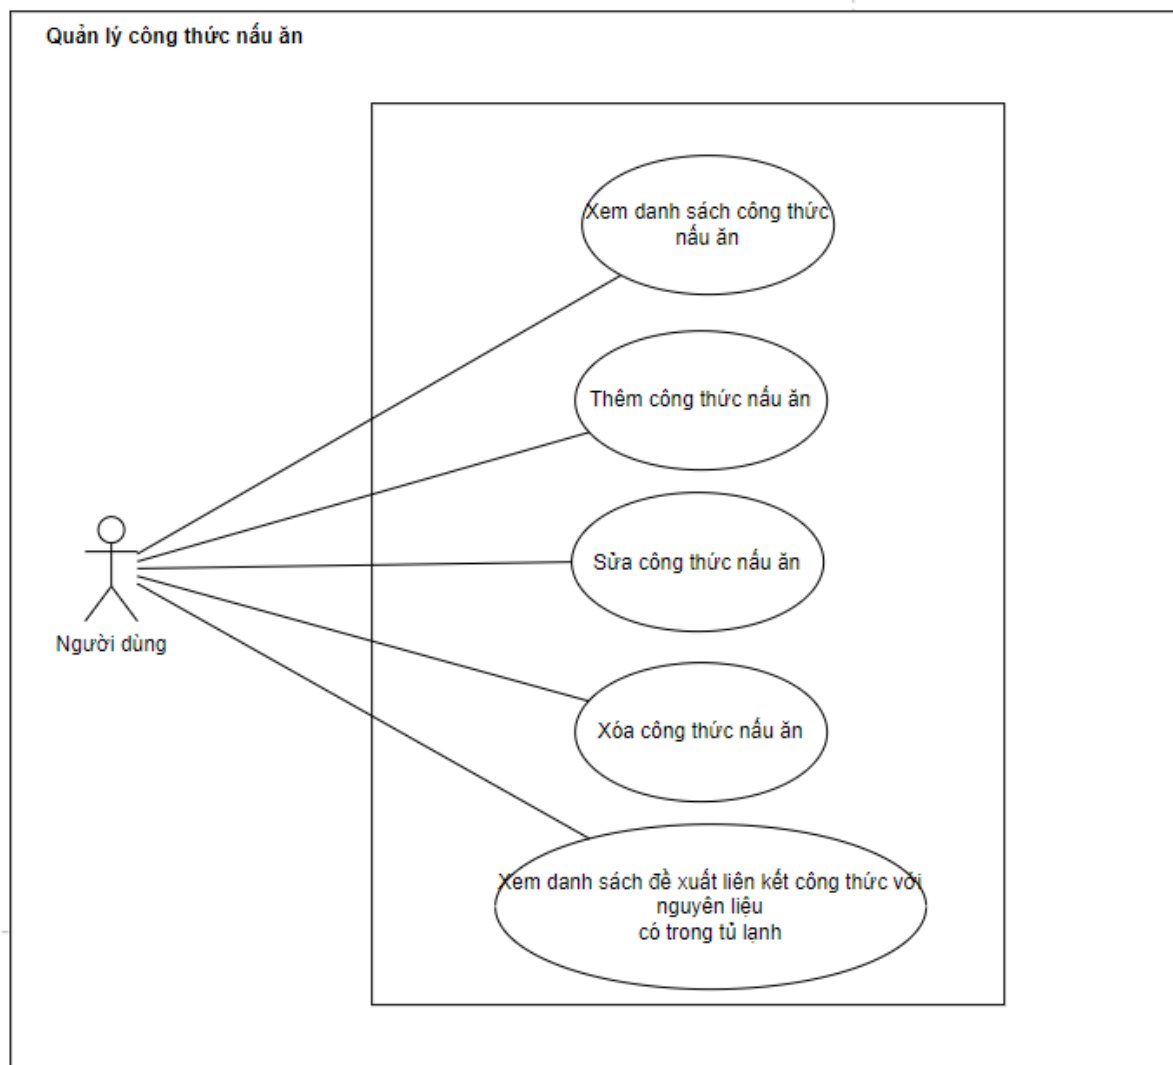 Quản lý công thức nấu ăn
Xem danh sách công thức
nấu ăn
Thêm công thức nấu ăn
Sửa công thức nấu ăn
Người dùng
Xóa công thức nấu ăn
Xem danh sách đề xuất liên kết công thức với
nguyên liệu
có trong tủ lạnh